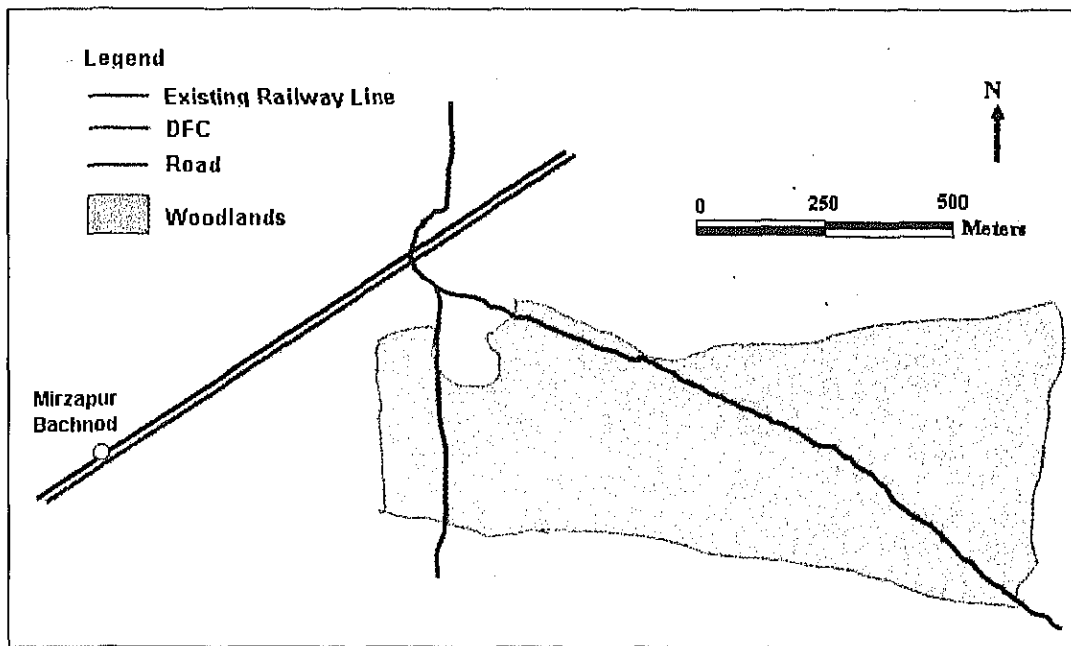 Legend
Existing Railway Line
DFC
Road
Woodlands
N
0 250 500
Meters
Mirzapur
Bachnod